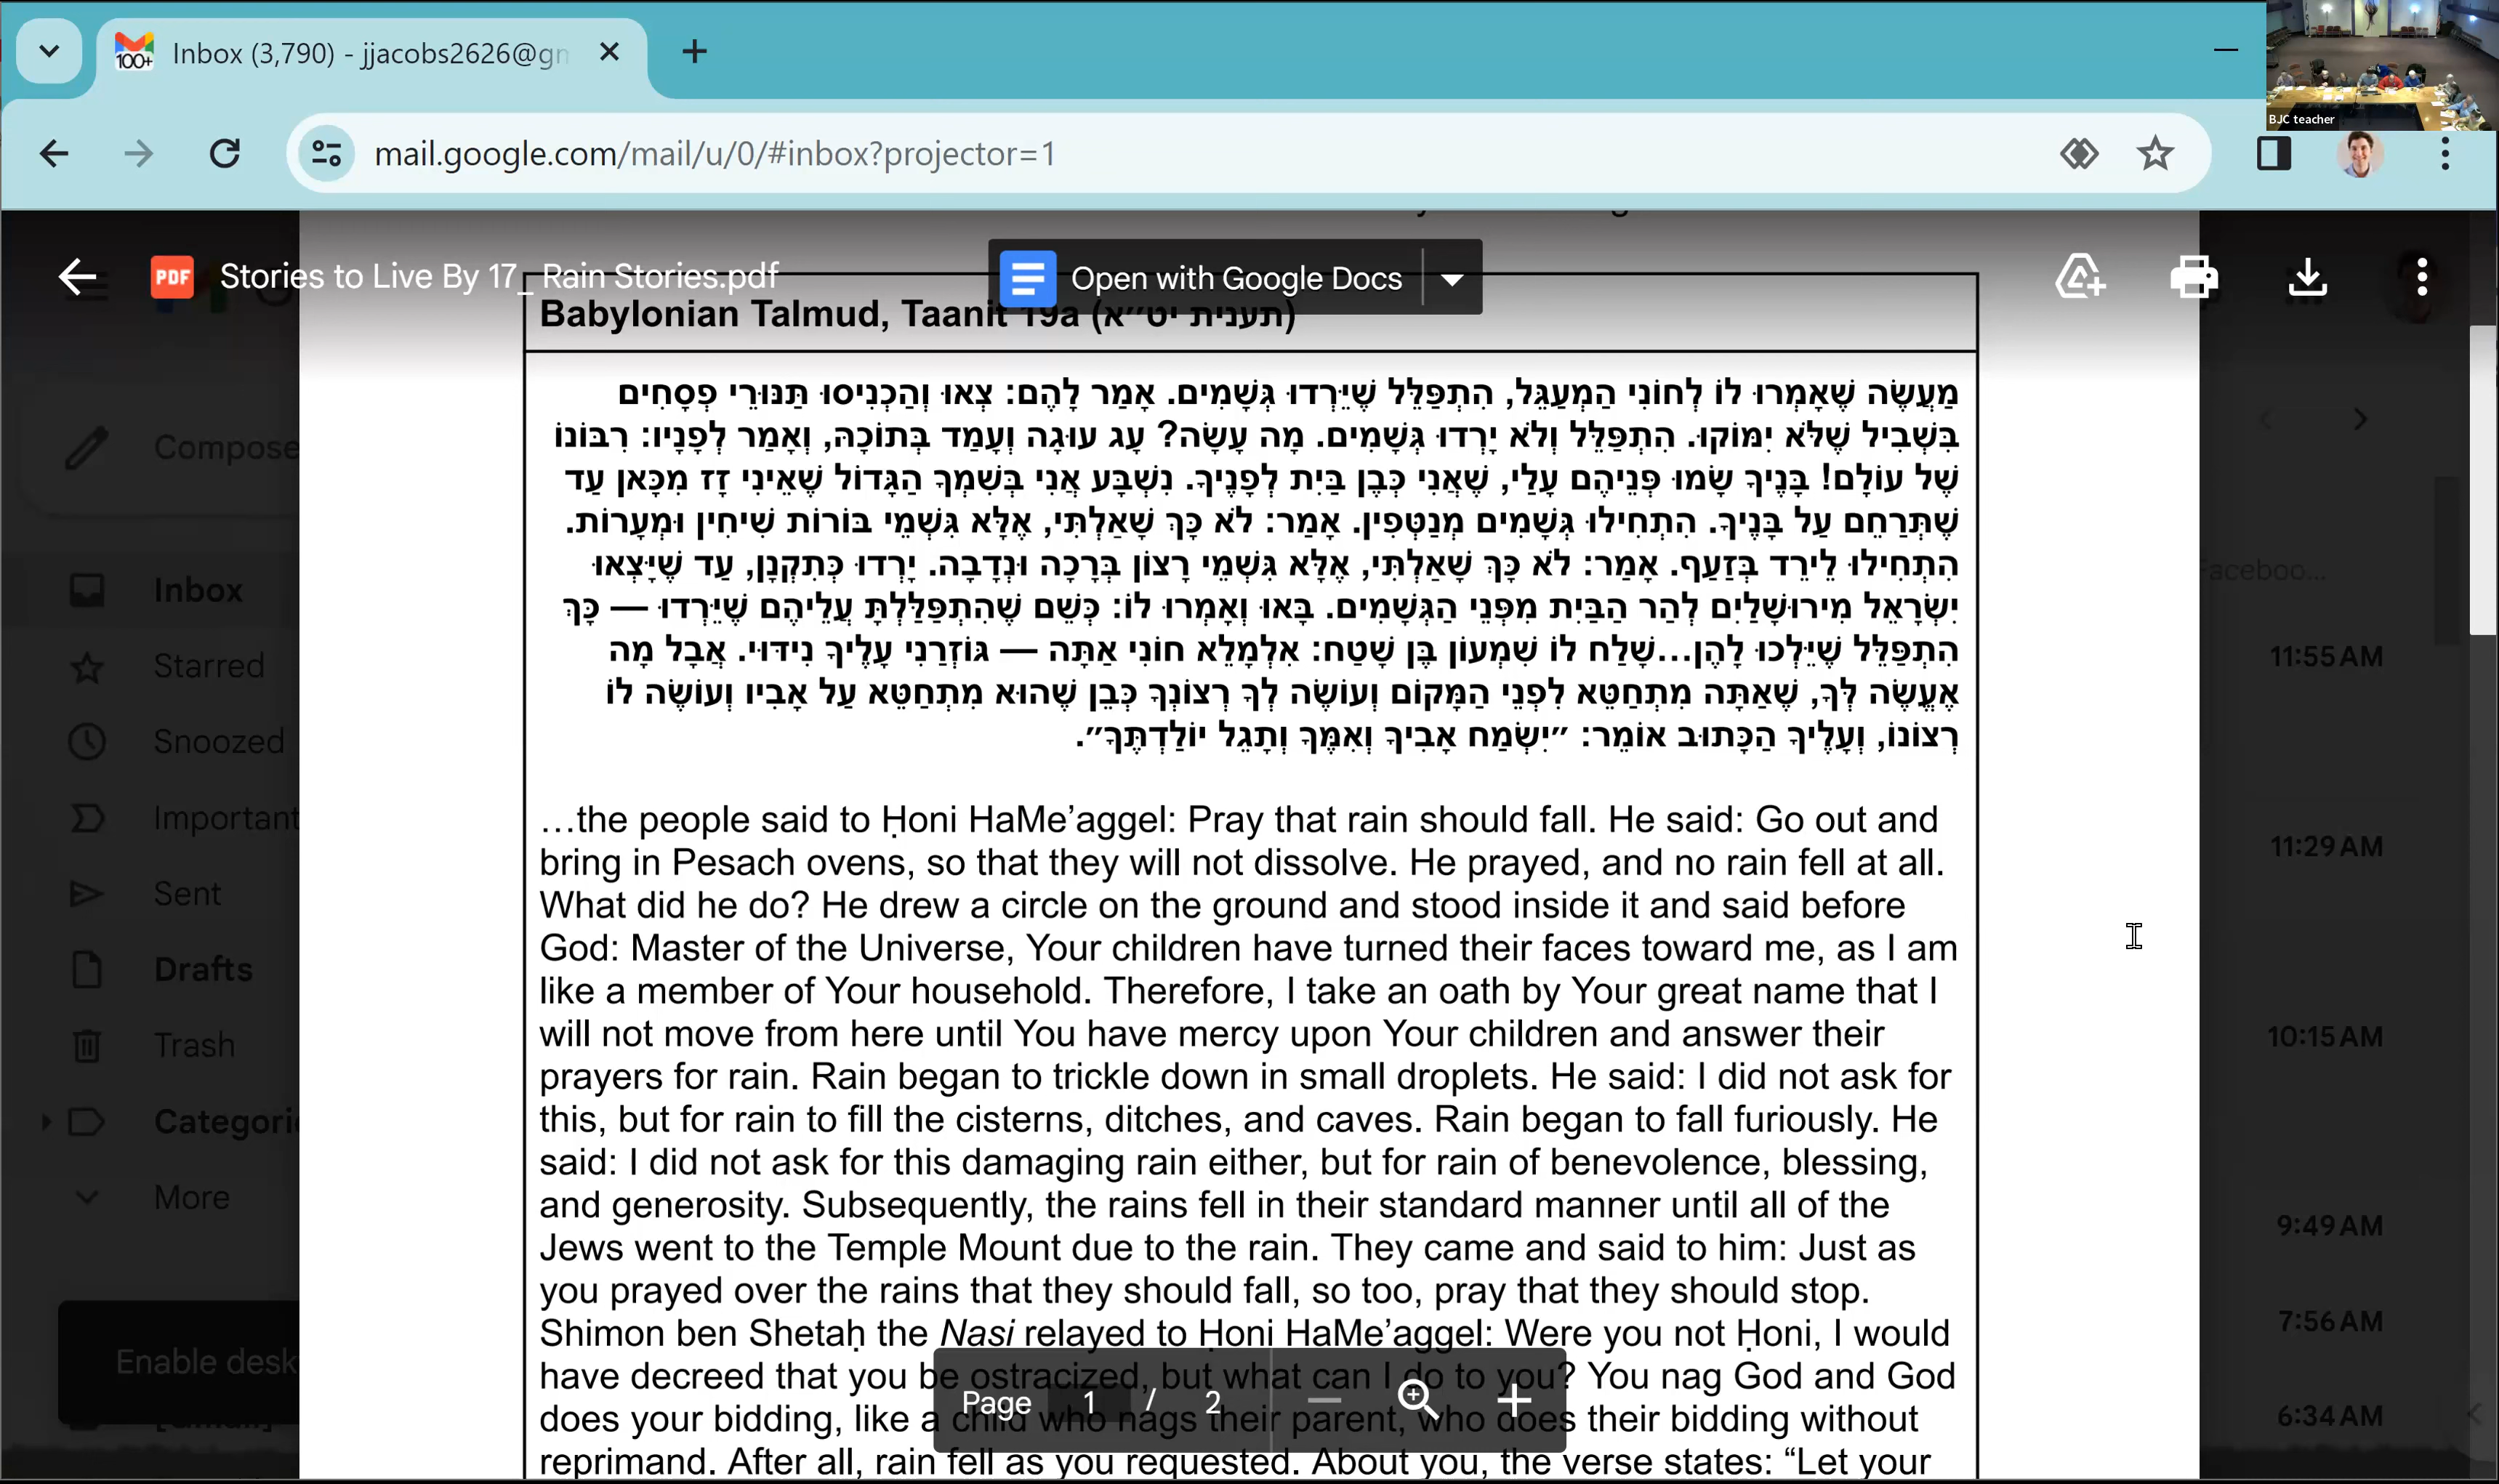 Inbox (3,790) - jjacobs2626@gm
100+
BJC teacher
mail.google.com/mail/u/0/#inbox?projector=1
PDF
Stories to Live By 17_ Rain Stories.pdf
Open with Google Docs
Babylonian Talmud, Taanit 19a (תענית יט״א)
מַעֲשֶׂה שֶׁאָמְרוּ לוֹ לְחוֹנִי הַמְעַגֵּל, הִתְפַּלֵּל שֶׁיֵּרְדוּ גְּשָׁמִים. אָמַר לָהֶם: צְאוּ וְהַכְנִיסוּ תַּנּוּרֵי פְסָחִים
בִּשְׁבִיל שֶׁלֹּא יִמּוֹקוּ. הִתְפַּלֵּל וְלֹא יָרְדוּ גְּשָׁמִים. מֶה עָשָׂה? עָג עוּגָה וְעָמַד בְּתוֹכָהּ, וְאָמַר לְפָנָיו: רִבּוֹנוֹ
שֶׁל עוֹלָם! בָּנֶיךָ שָׂמוּ פְּנֵיהֶם עָלַי, שֶׁאֲנִי כְּבֶן בַּיִת לְפָנֶיךָ. נִשְׁבָּע אֲנִי בְּשִׁמְךָ הַגָּדוֹל שֶׁאֵינִי זָז מִכָּאן עַד
שֶׁתְּרַחֵם עַל בָּנֶיךָ. הִתְחִילוּ גְּשָׁמִים מְנַטְּפִין. אָמַר: לֹא כָּךְ שָׁאַלְתִּי, אֶלָּא גִּשְׁמֵי בּוֹרוֹת שִׁיחִין וּמְעָרוֹת.
הִתְחִילוּ לֵירֵד בְּזַעַף. אָמַר: לֹא כָּךְ שָׁאַלְתִּי, אֶלָּא גִּשְׁמֵי רָצוֹן בְּרָכָה וּנְדָבָה. יָרְדוּ כְּתִקְנָן, עַד שֶׁיָּצְאוּ
יִשְׂרָאֵל מִירוּשָׁלַיִם לְהַר הַבַּיִת מִפְּנֵי הַגְּשָׁמִים. בָּאוּ וְאָמְרוּ לוֹ: כְּשֵׁם שֶׁהִתְפַּלַּלְתָּ עֲלֵיהֶם שֶׁיֵּרְדוּ — כָּךְ
הִתְפַּלֵּל שֶׁיֵּלְכוּ לָהֶן...שָׁלַח לוֹ שִׁמְעוֹן בֶּן שָׁטַח: אִלְמָלֵא חוֹנִי אַתָּה — גּוֹזְרַנִי עָלֶיךָ נִידּוּי. אֲבָל מָה
אֶעֱשֶׂה לְּךָ, שֶׁאַתָּה מִתְחַטֵּא לִפְנֵי הַמָּקוֹם וְעוֹשֶׂה לְךָ רְצוֹנְךָ כְּבֵן שֶׁהוּא מִתְחַטֵּא עַל אָבִיו וְעוֹשֶׂה לוֹ
רְצוֹנוֹ, וְעָלֶיךָ הַכָּתוּב אוֹמֵר: ״יִשְׂמַח אָבִיךָ וְאִמֶּךָ וְתָגֵל יוֹלַדְתֶּךָ״.
…the people said to Ḥoni HaMe’aggel: Pray that rain should fall. He said: Go out and
bring in Pesach ovens, so that they will not dissolve. He prayed, and no rain fell at all.
What did he do? He drew a circle on the ground and stood inside it and said before
God: Master of the Universe, Your children have turned their faces toward me, as I am
like a member of Your household. Therefore, I take an oath by Your great name that I
will not move from here until You have mercy upon Your children and answer their
prayers for rain. Rain began to trickle down in small droplets. He said: I did not ask for
this, but for rain to fill the cisterns, ditches, and caves. Rain began to fall furiously. He
said: I did not ask for this damaging rain either, but for rain of benevolence, blessing,
and generosity. Subsequently, the rains fell in their standard manner until all of the
Jews went to the Temple Mount due to the rain. They came and said to him: Just as
you prayed over the rains that they should fall, so too, pray that they should stop.
Shimon ben Shetaḥ the Nasi relayed to Ḥoni HaMe’aggel: Were you not Ḥoni, I would
have decreed that you be ostracized, but what can I do to you? You nag God and God
does your bidding, like a child who nags their parent, who does their bidding without
reprimand. After all, rain fell as you requested. About you, the verse states: “Let your
Page 1 / 2
Compose
Inbox
Starred
Snoozed
Important
Sent
Drafts
Trash
Categori
More
Enable desk
[Gmail]
Faceboo...
11:55 AM
11:29 AM
10:15 AM
9:49 AM
7:56 AM
6:34 AM